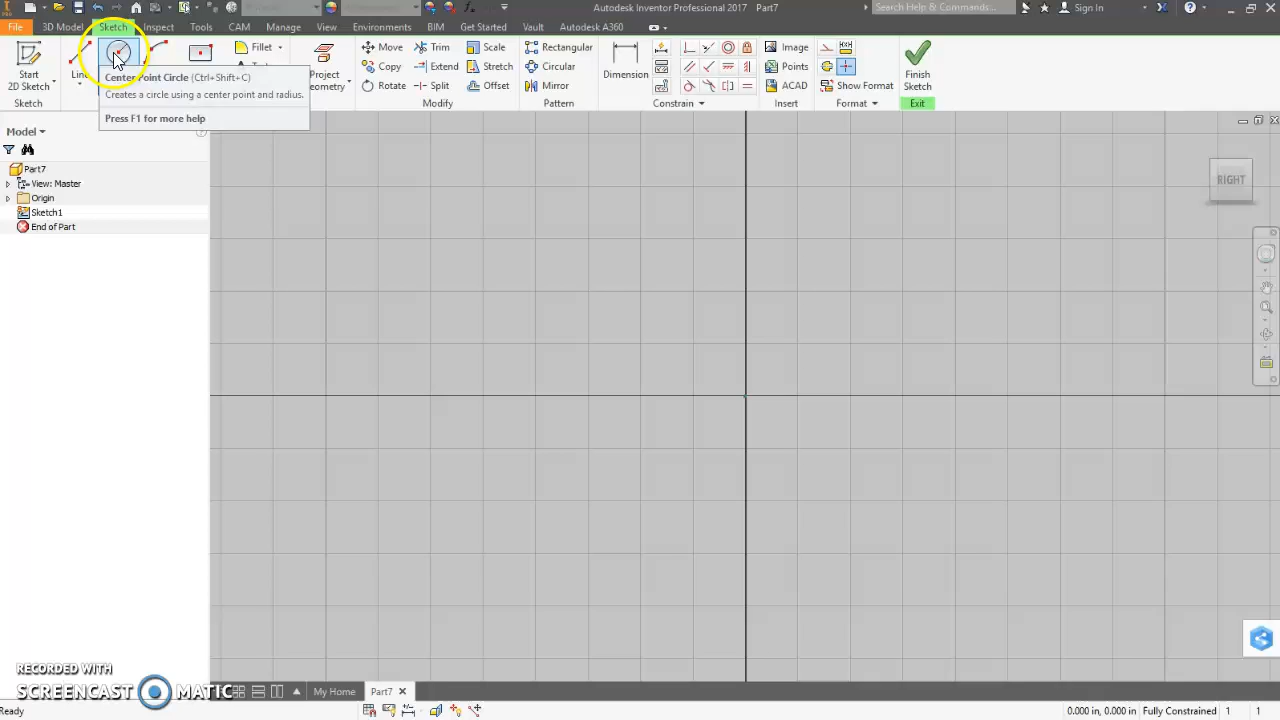 Autodesk Inventor Professional 2017 Part7
Search Help & Commands...
Sign In
File 3D Model Sketch Inspect Tools CAM Manage View Environments BIM Get Started Vault Autodesk A360
Start
2D Sketch
Sketch
Line
Fillet
Project
Geometry
Move Trim Scale
Copy Extend Stretch
Rotate Split Offset
Modify
Rectangular
Circular
Mirror
Pattern
Dimension
Constrain
Image
Points
ACAD
Insert
Show Format
Format
Finish
Sketch
Exit
Center Point Circle (Ctrl+Shift+C)
Creates a circle using a center point and radius.
Press F1 for more help
Model
Part7
View: Master
Origin
Sketch1
End of Part
RIGHT
RECORDED WITH
SCREENCAST MATIC
My Home Part7
Ready
0.000 in, 0.000 in Fully Constrained 1 1